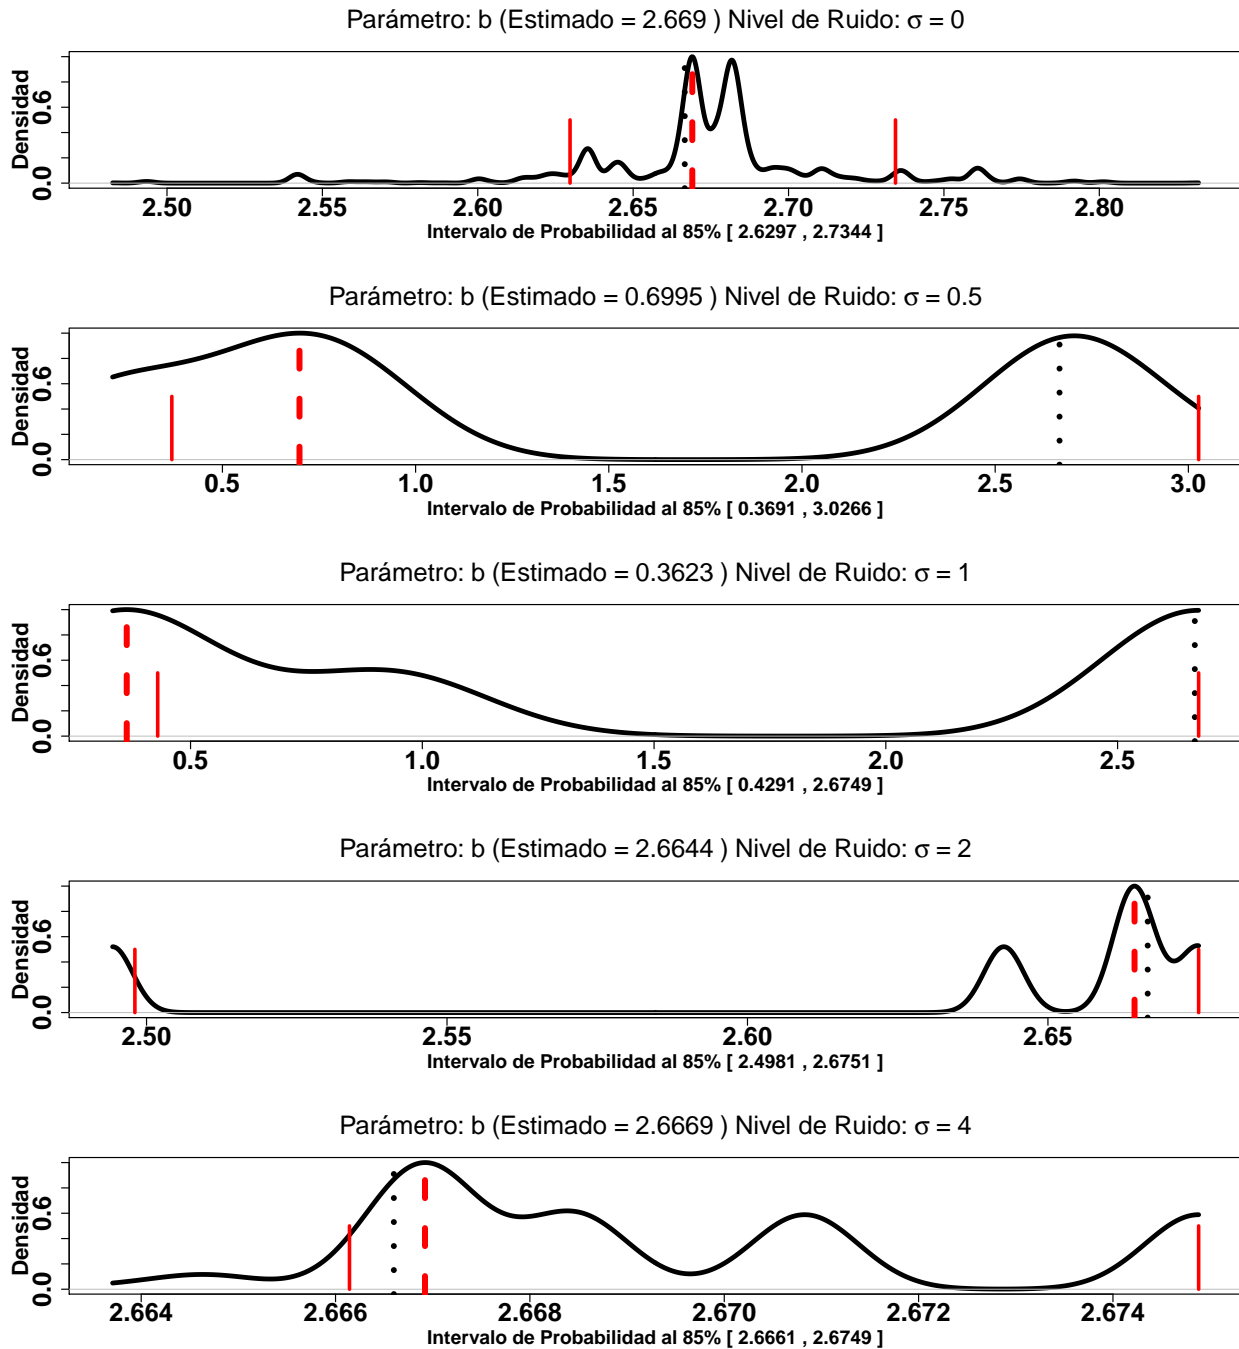 Parámetro: b (Estimado = 2.669 ) Nivel de Ruido: σ = 0
Densidad
0.0 0.6
2.50 2.55 2.60 2.65 2.70 2.75 2.80
Intervalo de Probabilidad al 85% [ 2.6297 , 2.7344 ]
Parámetro: b (Estimado = 0.6995 ) Nivel de Ruido: σ = 0.5
Densidad
0.0 0.6
0.5 1.0 1.5 2.0 2.5 3.0
Intervalo de Probabilidad al 85% [ 0.3691 , 3.0266 ]
Parámetro: b (Estimado = 0.3623 ) Nivel de Ruido: σ = 1
Densidad
0.0 0.6
0.5 1.0 1.5 2.0 2.5
Intervalo de Probabilidad al 85% [ 0.4291 , 2.6749 ]
Parámetro: b (Estimado = 2.6644 ) Nivel de Ruido: σ = 2
Densidad
0.0 0.6
2.50 2.55 2.60 2.65
Intervalo de Probabilidad al 85% [ 2.4981 , 2.6751 ]
Parámetro: b (Estimado = 2.6669 ) Nivel de Ruido: σ = 4
Densidad
0.0 0.6
2.664 2.666 2.668 2.670 2.672 2.674
Intervalo de Probabilidad al 85% [ 2.6661 , 2.6749 ]